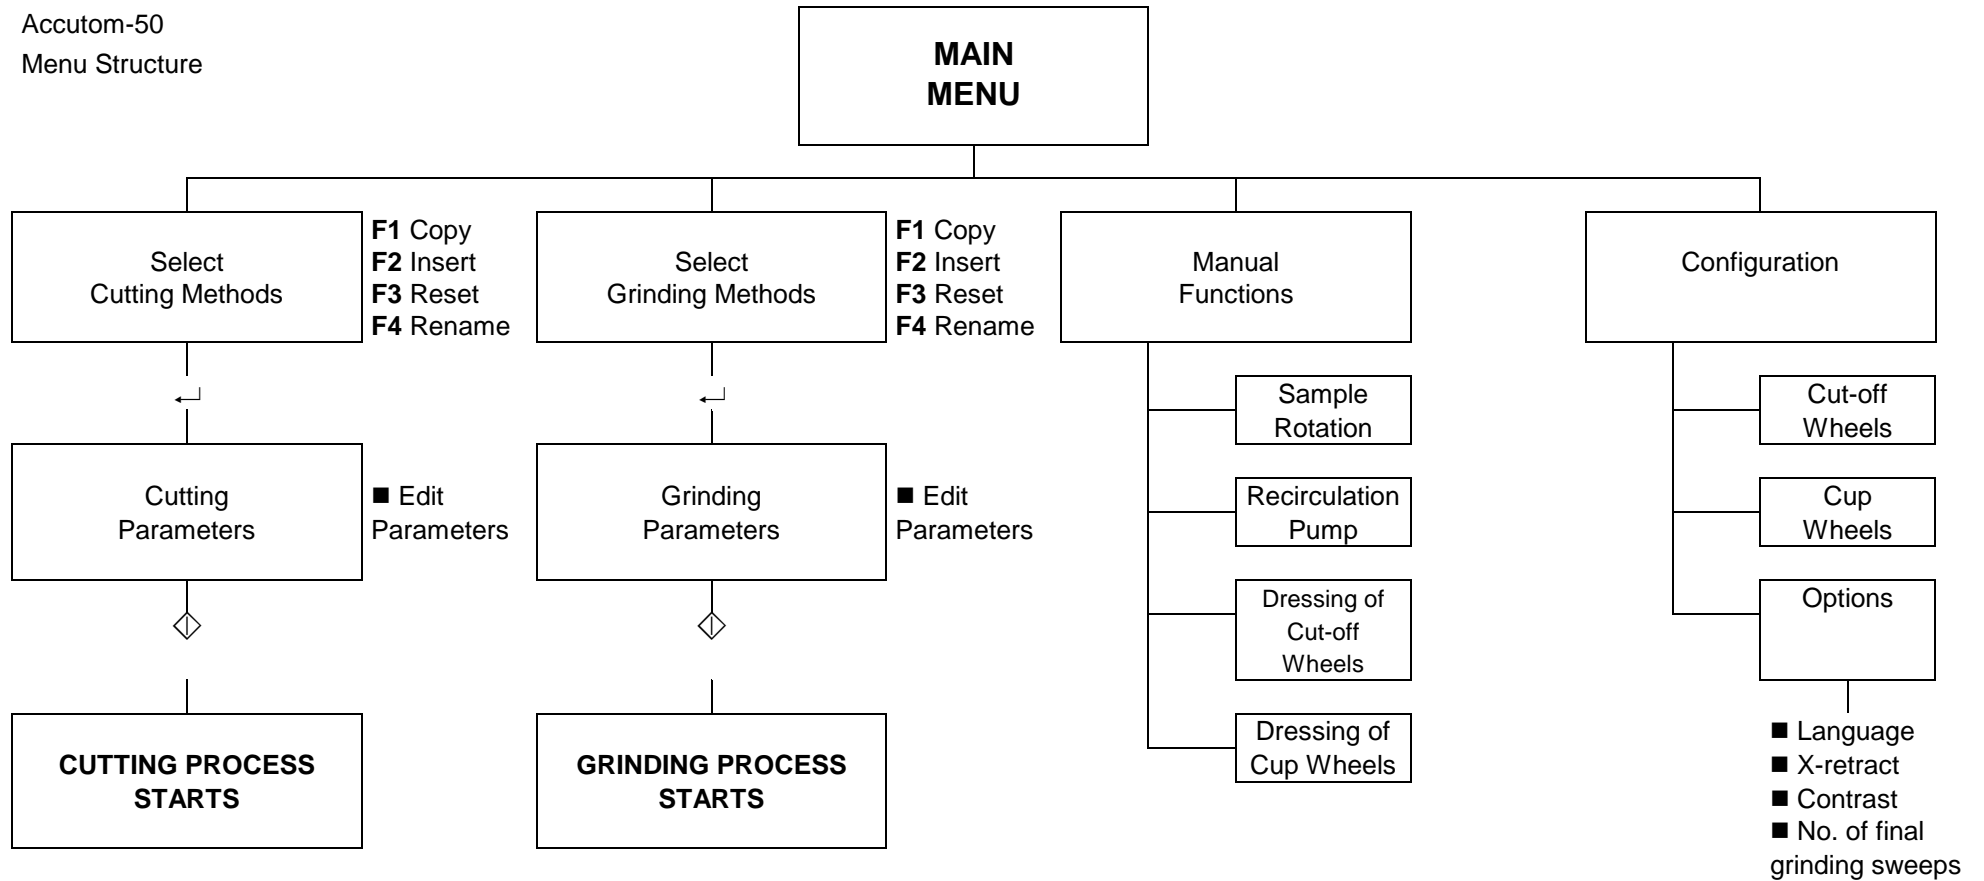 Accutom-50
Menu Structure
MAIN
MENU
Select
Cutting Methods
F1 Copy
F2 Insert
F3 Reset
F4 Rename
Select
Grinding Methods
F1 Copy
F2 Insert
F3 Reset
F4 Rename
Manual
Functions
Configuration
Cutting
Parameters
■ Edit
Parameters
Grinding
Parameters
■ Edit
Parameters
Sample
Rotation
Recirculation
Pump
Dressing of
Cut-off
Wheels
Dressing of
Cup Wheels
Cut-off
Wheels
Cup
Wheels
Options
■ Language
■ X-retract
■ Contrast
■ No. of final
grinding sweeps
CUTTING PROCESS
STARTS
GRINDING PROCESS
STARTS